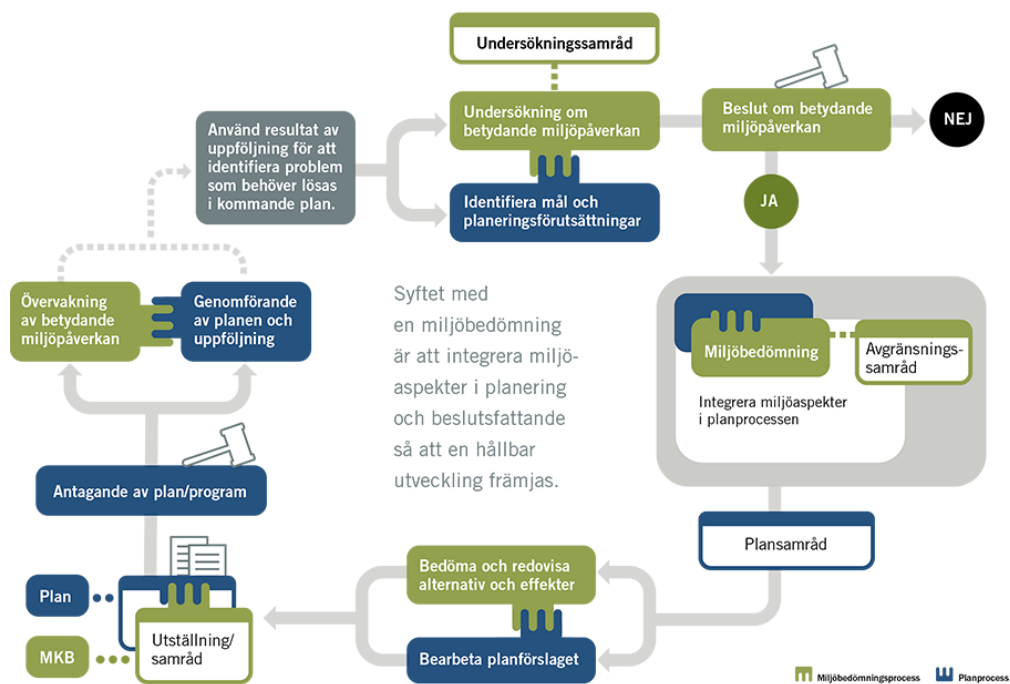 Undersökningssamråd
Undersökning om
betydande miljöpåverkan
Beslut om betydande
miljöpåverkan
NEJ
Använd resultat av
uppföljning för att
identifiera problem
som behöver lösas
i kommande plan.
Identifiera mål och
planeringsförutsättningar
JA
Övervakning
av betydande
miljöpåverkan
Genomförande
av planen och
uppföljning
Syftet med
en miljöbedömning
är att integrera miljö-
aspekter i planering
och beslutsfattande
så att en hållbar
utveckling främjas.
Miljöbedömning
Avgränsnings-
samråd
Integrera miljöaspekter
i planprocessen
Antagande av plan/program
Plansamråd
Bedöma och redovisa
alternativ och effekter
Plan
Utställning/
samråd
MKB
Bearbeta planförslaget
Miljöbedömningsprocess
Planprocess